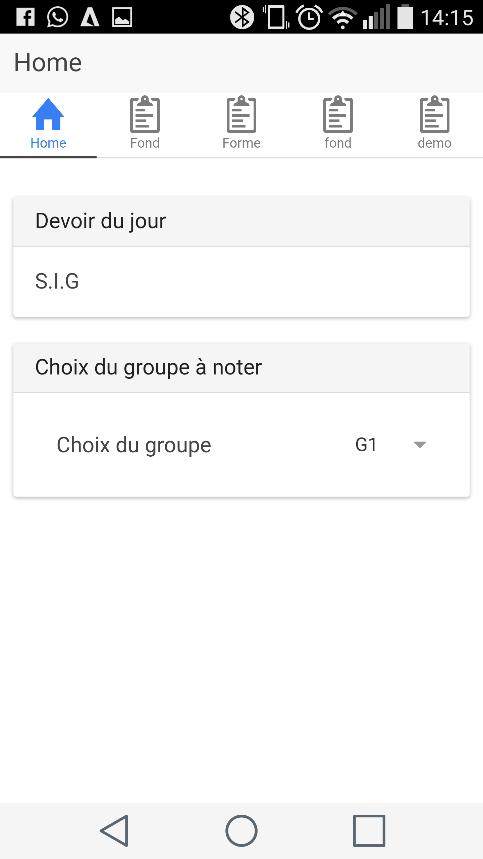 14:15
Home
Home
Fond
Forme
fond
demo
Devoir du jour
S.I.G
Choix du groupe à noter
Choix du groupe G1